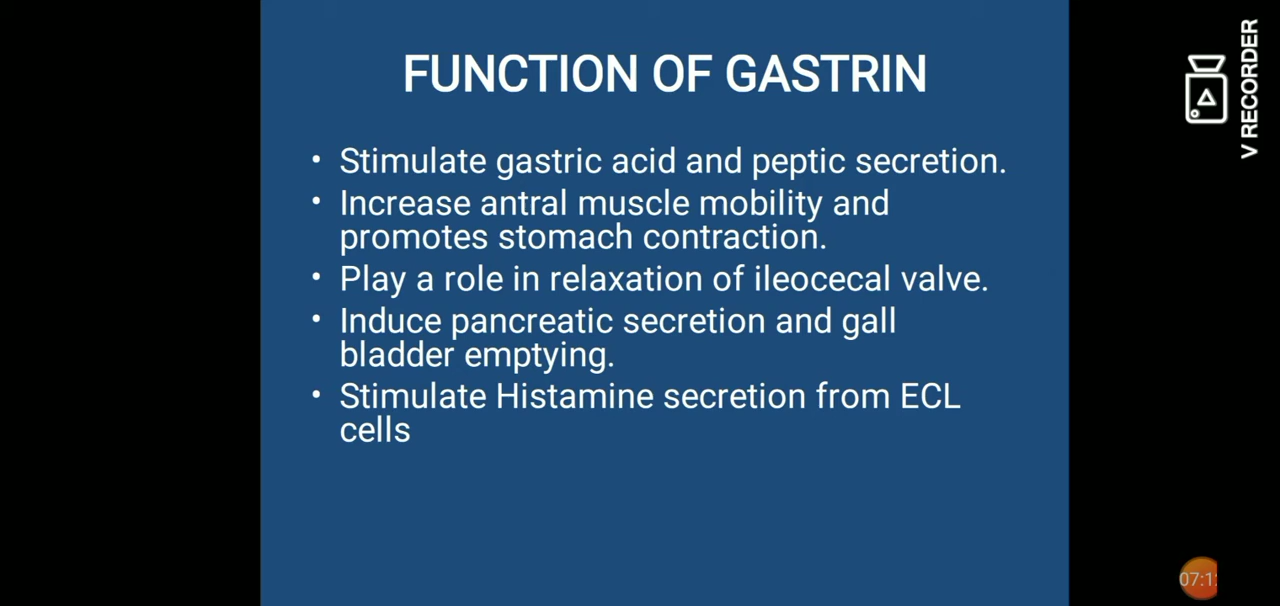 FUNCTION OF GASTRIN
• Stimulate gastric acid and peptic secretion.
• Increase antral muscle mobility and
promotes stomach contraction.
• Play a role in relaxation of ileocecal valve.
• Induce pancreatic secretion and gall
bladder emptying.
• Stimulate Histamine secretion from ECL
cells
V RECORDER